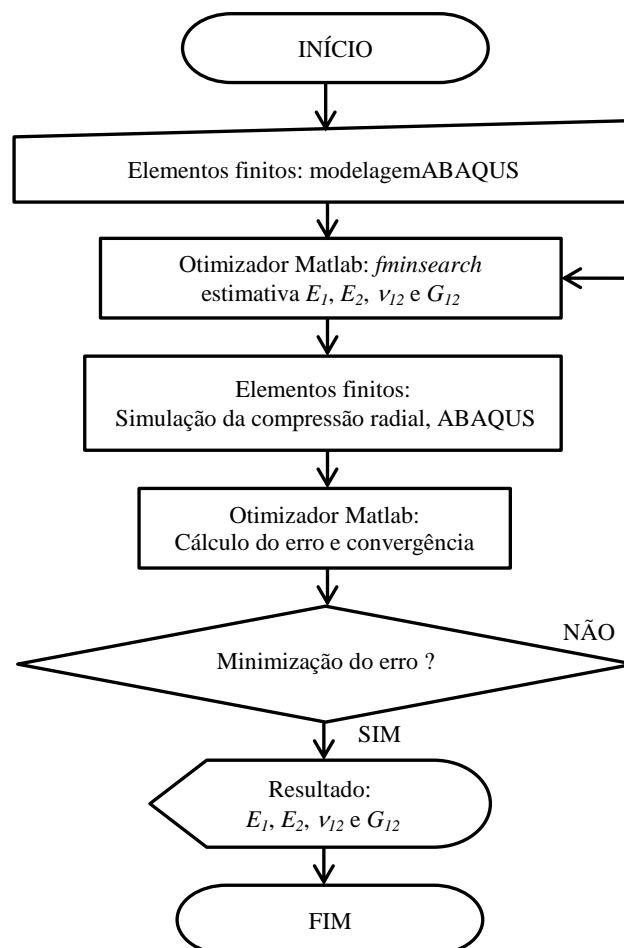 INÍCIO
Elementos finitos: modelagemABAQUS
Otimizador Matlab: fminsearch
estimativa E1, E2, ν12 e G12
Elementos finitos:
Simulação da compressão radial, ABAQUS
Otimizador Matlab:
Cálculo do erro e convergência
NÃO
Minimização do erro ?
SIM
Resultado:
E1, E2, ν12 e G12
FIM